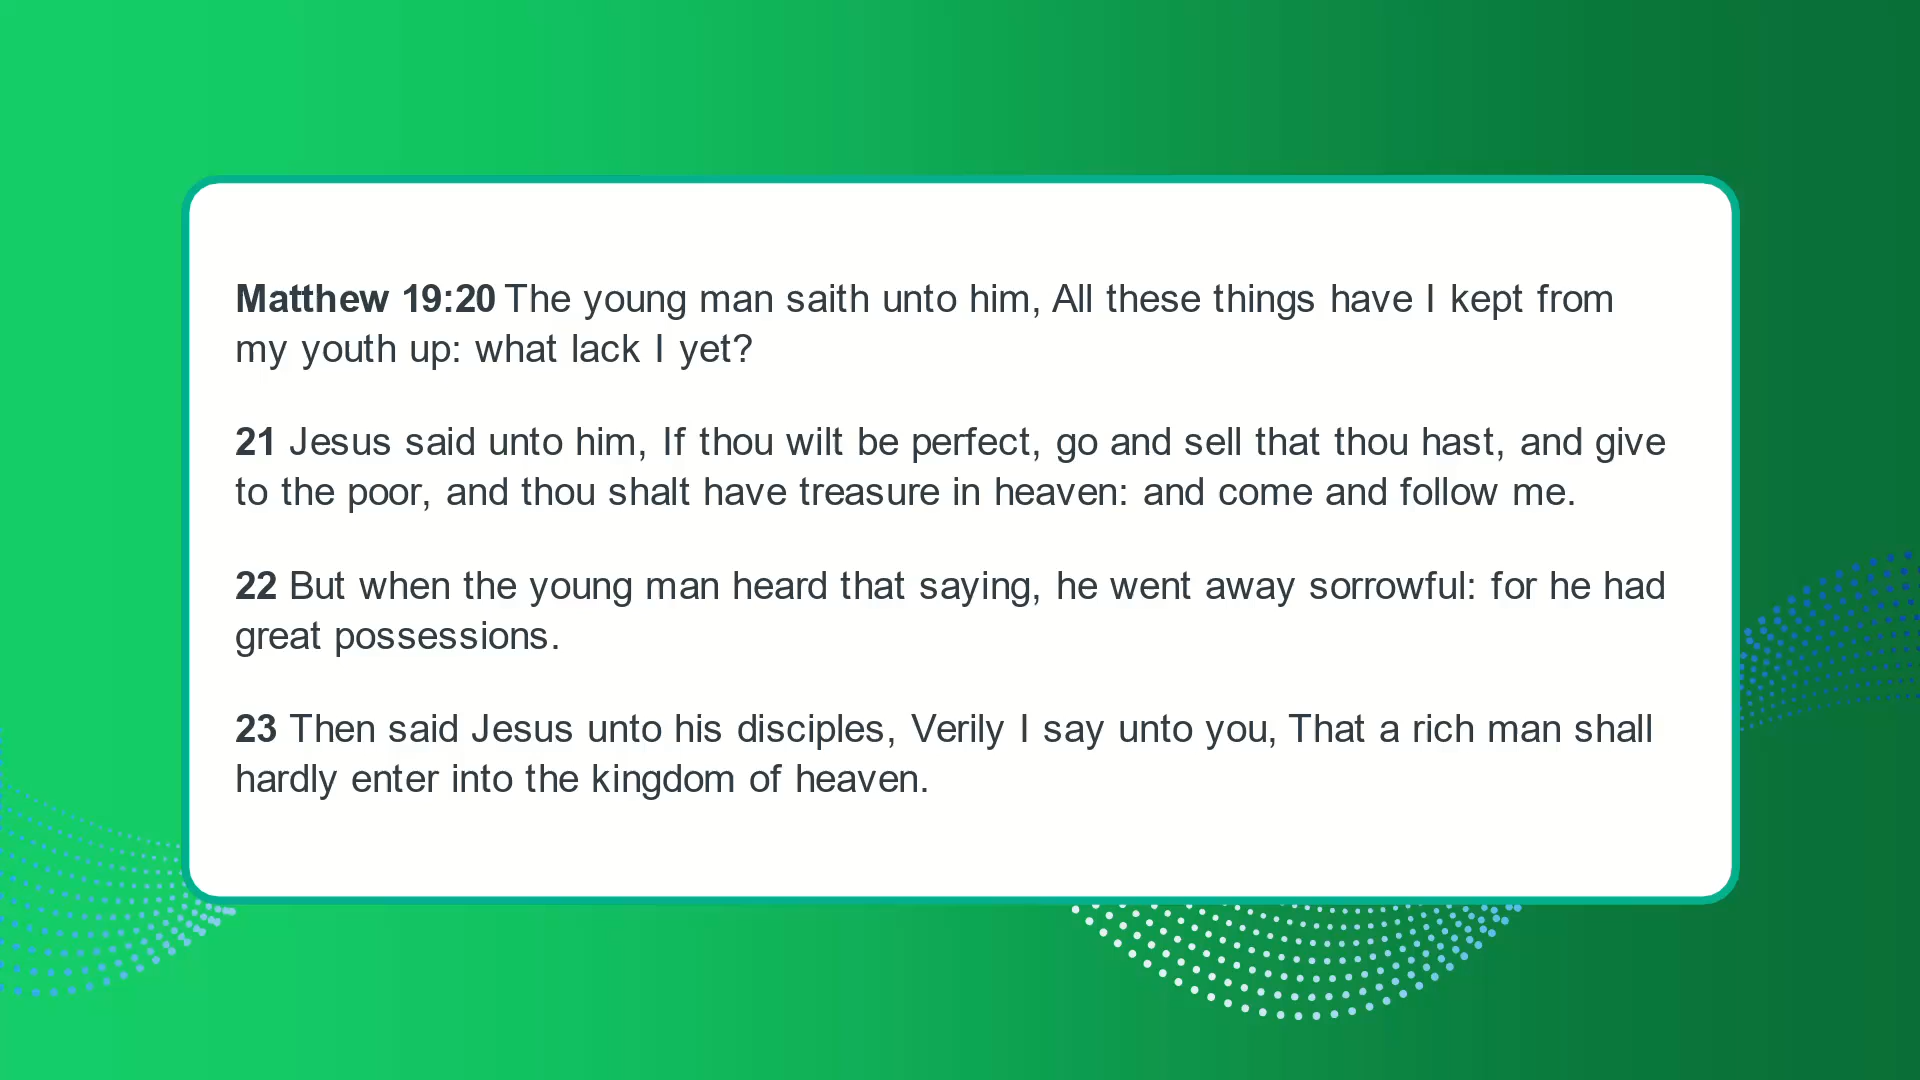 Matthew 19:20 The young man saith unto him, All these things have I kept from
my youth up: what lack I yet?
21 Jesus said unto him, If thou wilt be perfect, go and sell that thou hast, and give
to the poor, and thou shalt have treasure in heaven: and come and follow me.
22 But when the young man heard that saying, he went away sorrowful: for he had
great possessions.
23 Then said Jesus unto his disciples, Verily I say unto you, That a rich man shall
hardly enter into the kingdom of heaven.